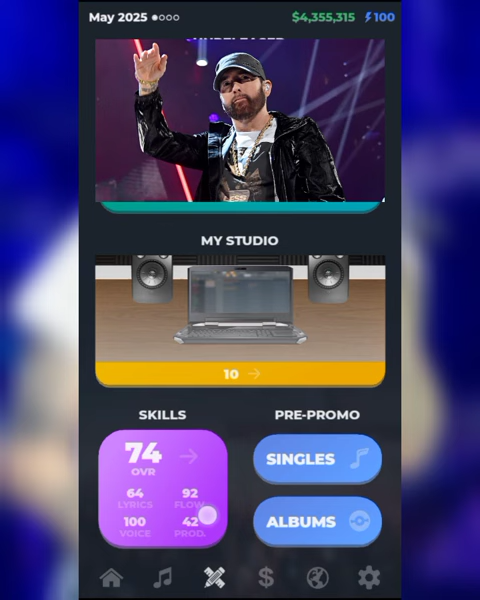 May 2025
$4,355,315
100
MY STUDIO
10
SKILLS
PRE-PROMO
74
OVR
64
92
LYRICS
FLOW
100
42
VOICE
PROD.
SINGLES
ALBUMS